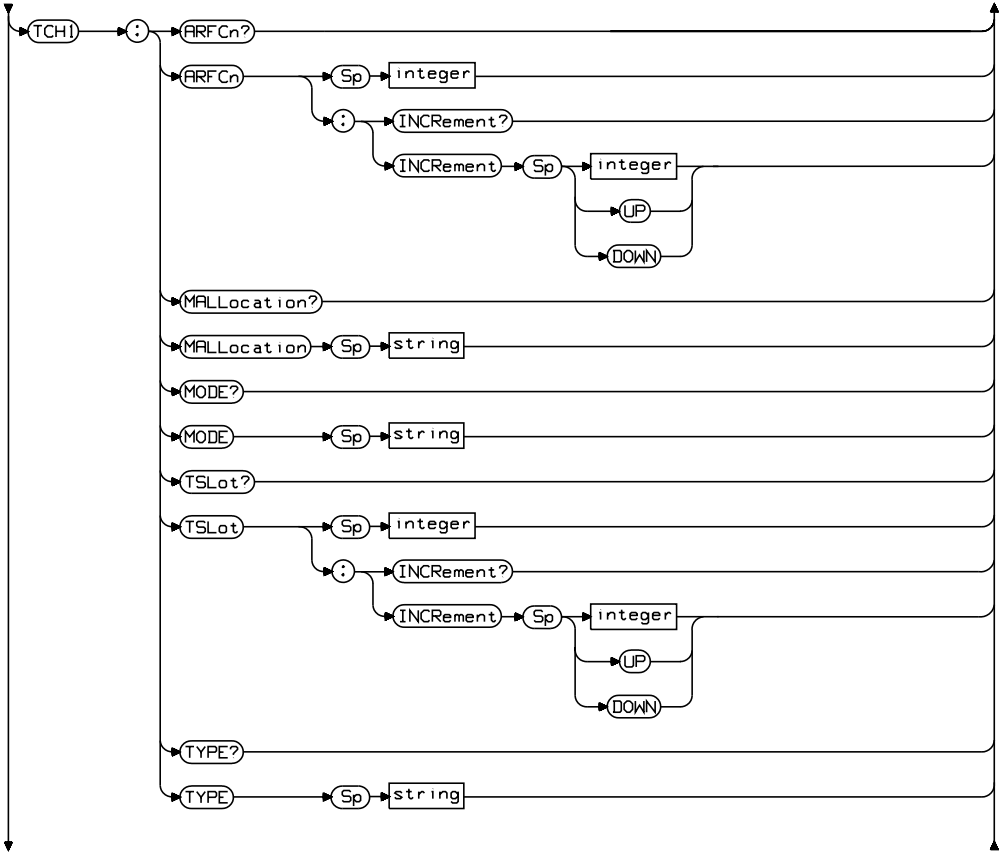 TCH1 : ARFCn?
ARFCn Sp integer
: INCRement?
INCRement Sp integer
UP
DOWN
MALLocation?
MALLocation Sp string
MODE?
MODE Sp string
TSLot?
TSLot Sp integer
: INCRement?
INCRement Sp integer
UP
DOWN
TYPE?
TYPE Sp string